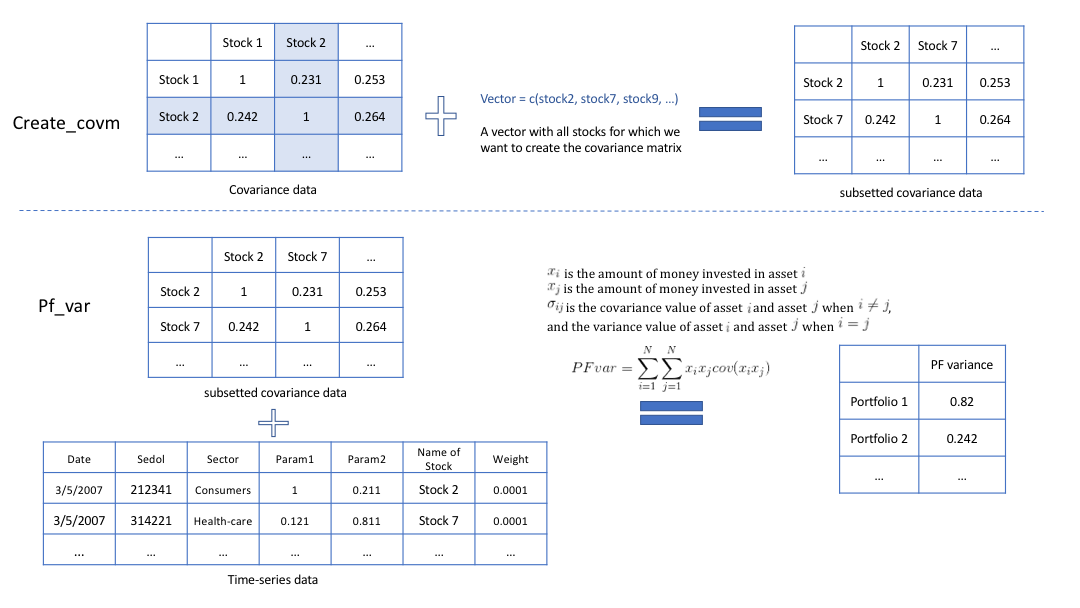 Create_covm
Stock 1 Stock 2 ...
Stock 1 1 0.231 0.253
Stock 2 0.242 1 0.264
... ... ... ...
Covariance data
Vector = c(stock2, stock7, stock9, ...)
A vector with all stocks for which we
want to create the covariance matrix
Stock 2 Stock 7 ...
Stock 2 1 0.231 0.253
Stock 7 0.242 1 0.264
... ... ... ...
subsetted covariance data
Pf_var
Stock 2 Stock 7 ...
Stock 2 1 0.231 0.253
Stock 7 0.242 1 0.264
... ... ... ...
subsetted covariance data
Date Sedol Sector Param1 Param2 Name of Stock Weight
3/5/2007 212341 Consumers 1 0.211 Stock 2 0.0001
3/5/2007 314221 Health-care 0.121 0.811 Stock 7 0.0001
... ... ... ... ... ... ...
Time-series data
x_i is the amount of money invested in asset i
x_j is the amount of money invested in asset j
σ_ij is the covariance value of asset i and asset j when i ≠ j,
and the variance value of asset i and asset j when i = j
PFvar = ∑_{i=1}^{N} ∑_{j=1}^{N} x_i x_j cov(x_i x_j)
PF variance
Portfolio 1 0.82
Portfolio 2 0.242
... ...